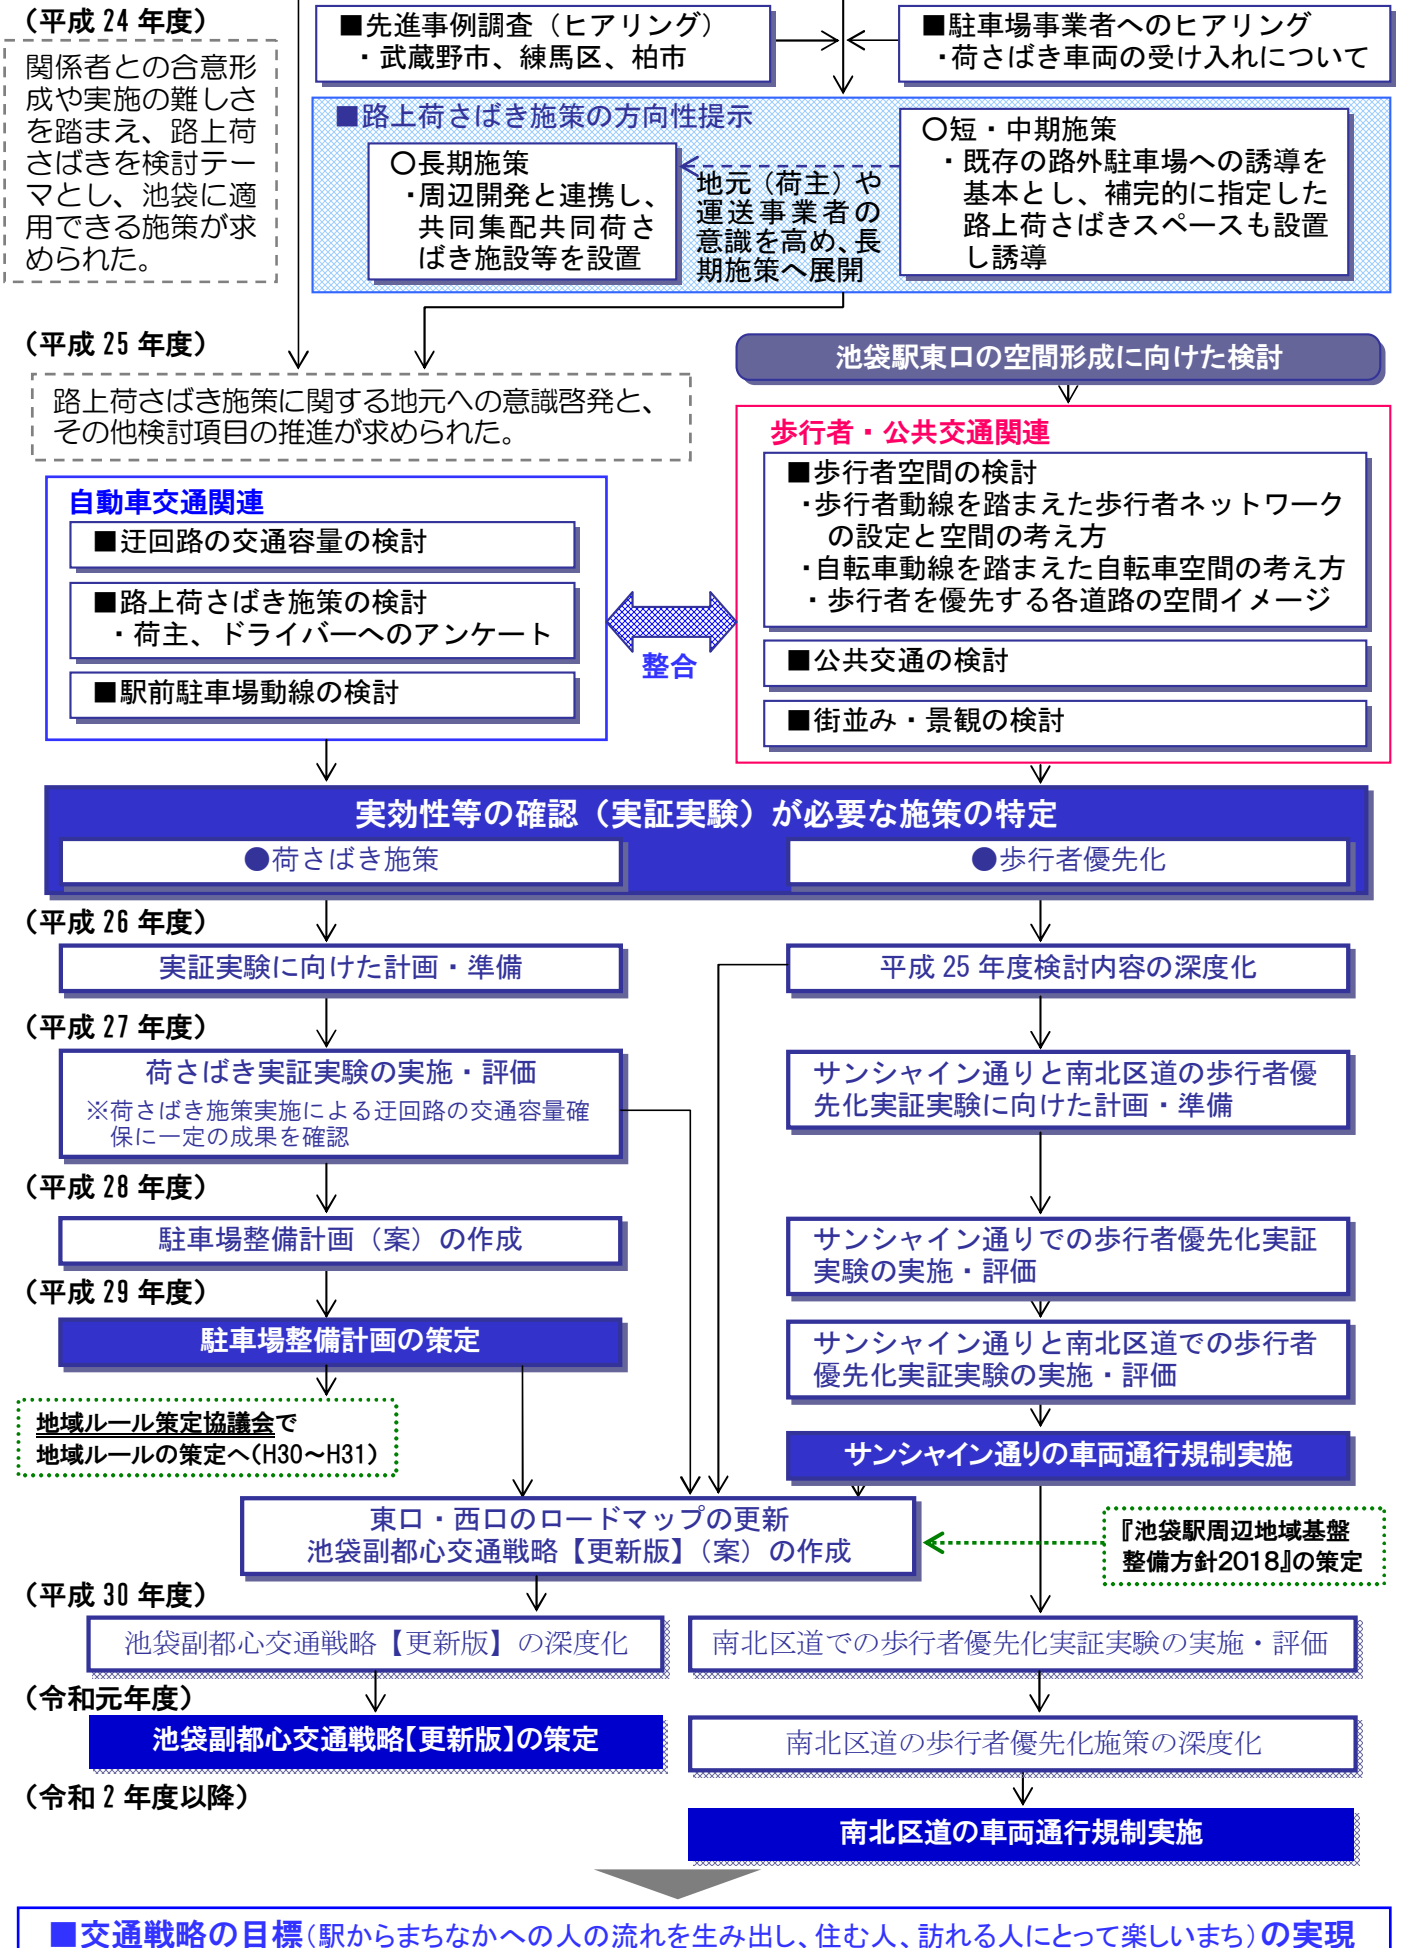 （平成 24 年度）
関係者との合意形
成や実施の難しさ
を踏まえ、路上荷
さばきを検討テー
マとし、池袋に適
用できる施策が求
められた。
■先進事例調査（ヒアリング）
・武蔵野市、練馬区、柏市
■駐車場事業者へのヒアリング
・荷さばき車両の受け入れについて
■路上荷さばき施策の方向性提示
○長期施策
・周辺開発と連携し、
共同集配共同荷さ
ばき施設等を設置
地元（荷主）や
運送事業者の
意識を高め、長
期施策へ展開
○短・中期施策
・既存の路外駐車場への誘導を
基本とし、補完的に指定した
路上荷さばきスペースも設置
し誘導
（平成 25 年度）
路上荷さばき施策に関する地元への意識啓発と、
その他検討項目の推進が求められた。
池袋駅東口の空間形成に向けた検討
自動車交通関連
■迂回路の交通容量の検討
■路上荷さばき施策の検討
・荷主、ドライバーへのアンケート
■駅前駐車場動線の検討
整合
歩行者・公共交通関連
■歩行者空間の検討
・歩行者動線を踏まえた歩行者ネットワーク
の設定と空間の考え方
・自転車動線を踏まえた自転車空間の考え方
・歩行者を優先する各道路の空間イメージ
■公共交通の検討
■街並み・景観の検討
実効性等の確認（実証実験）が必要な施策の特定
●荷さばき施策
●歩行者優先化
（平成 26 年度）
実証実験に向けた計画・準備
平成 25 年度検討内容の深度化
（平成 27 年度）
荷さばき実証実験の実施・評価
※荷さばき施策実施による迂回路の交通容量確
保に一定の成果を確認
サンシャイン通りと南北区道の歩行者優
先化実証実験に向けた計画・準備
（平成 28 年度）
駐車場整備計画（案）の作成
サンシャイン通りでの歩行者優先化実証
実験の実施・評価
（平成 29 年度）
駐車場整備計画の策定
サンシャイン通りと南北区道での歩行者
優先化実証実験の実施・評価
地域ルール策定協議会で
地域ルールの策定へ（H30～H31）
サンシャイン通りの車両通行規制実施
東口・西口のロードマップの更新
池袋副都心交通戦略【更新版】（案）の作成
『池袋駅周辺地域基盤
整備方針2018』の策定
（平成 30 年度）
池袋副都心交通戦略【更新版】の深度化
南北区道での歩行者優先化実証実験の実施・評価
（令和元年度）
池袋副都心交通戦略【更新版】の策定
南北区道の歩行者優先化施策の深度化
（令和 2 年度以降）
南北区道の車両通行規制実施
■交通戦略の目標（駅からまちなかへの人の流れを生み出し、住む人、訪れる人にとって楽しいまち）の実現